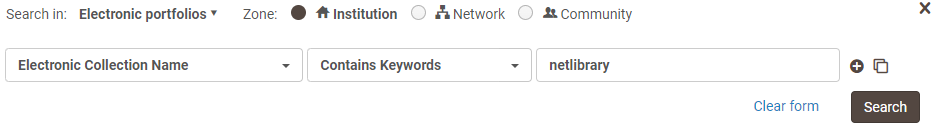 Search in: Electronic portfolios Zone: Institution Network Community
Electronic Collection Name Contains Keywords netlibrary
Clear form Search